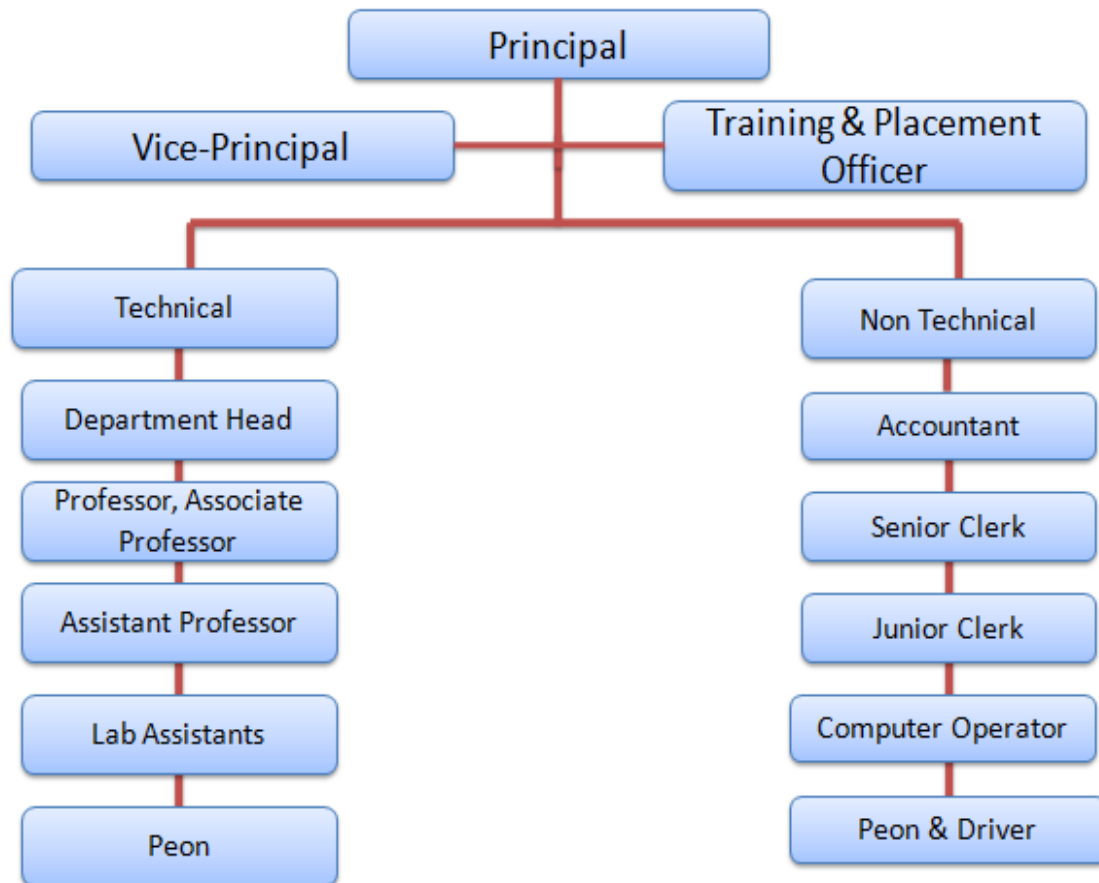 Principal
Vice-Principal
Training & Placement
Officer
Technical
Non Technical
Department Head
Accountant
Professor, Associate
Professor
Senior Clerk
Assistant Professor
Junior Clerk
Lab Assistants
Computer Operator
Peon
Peon & Driver